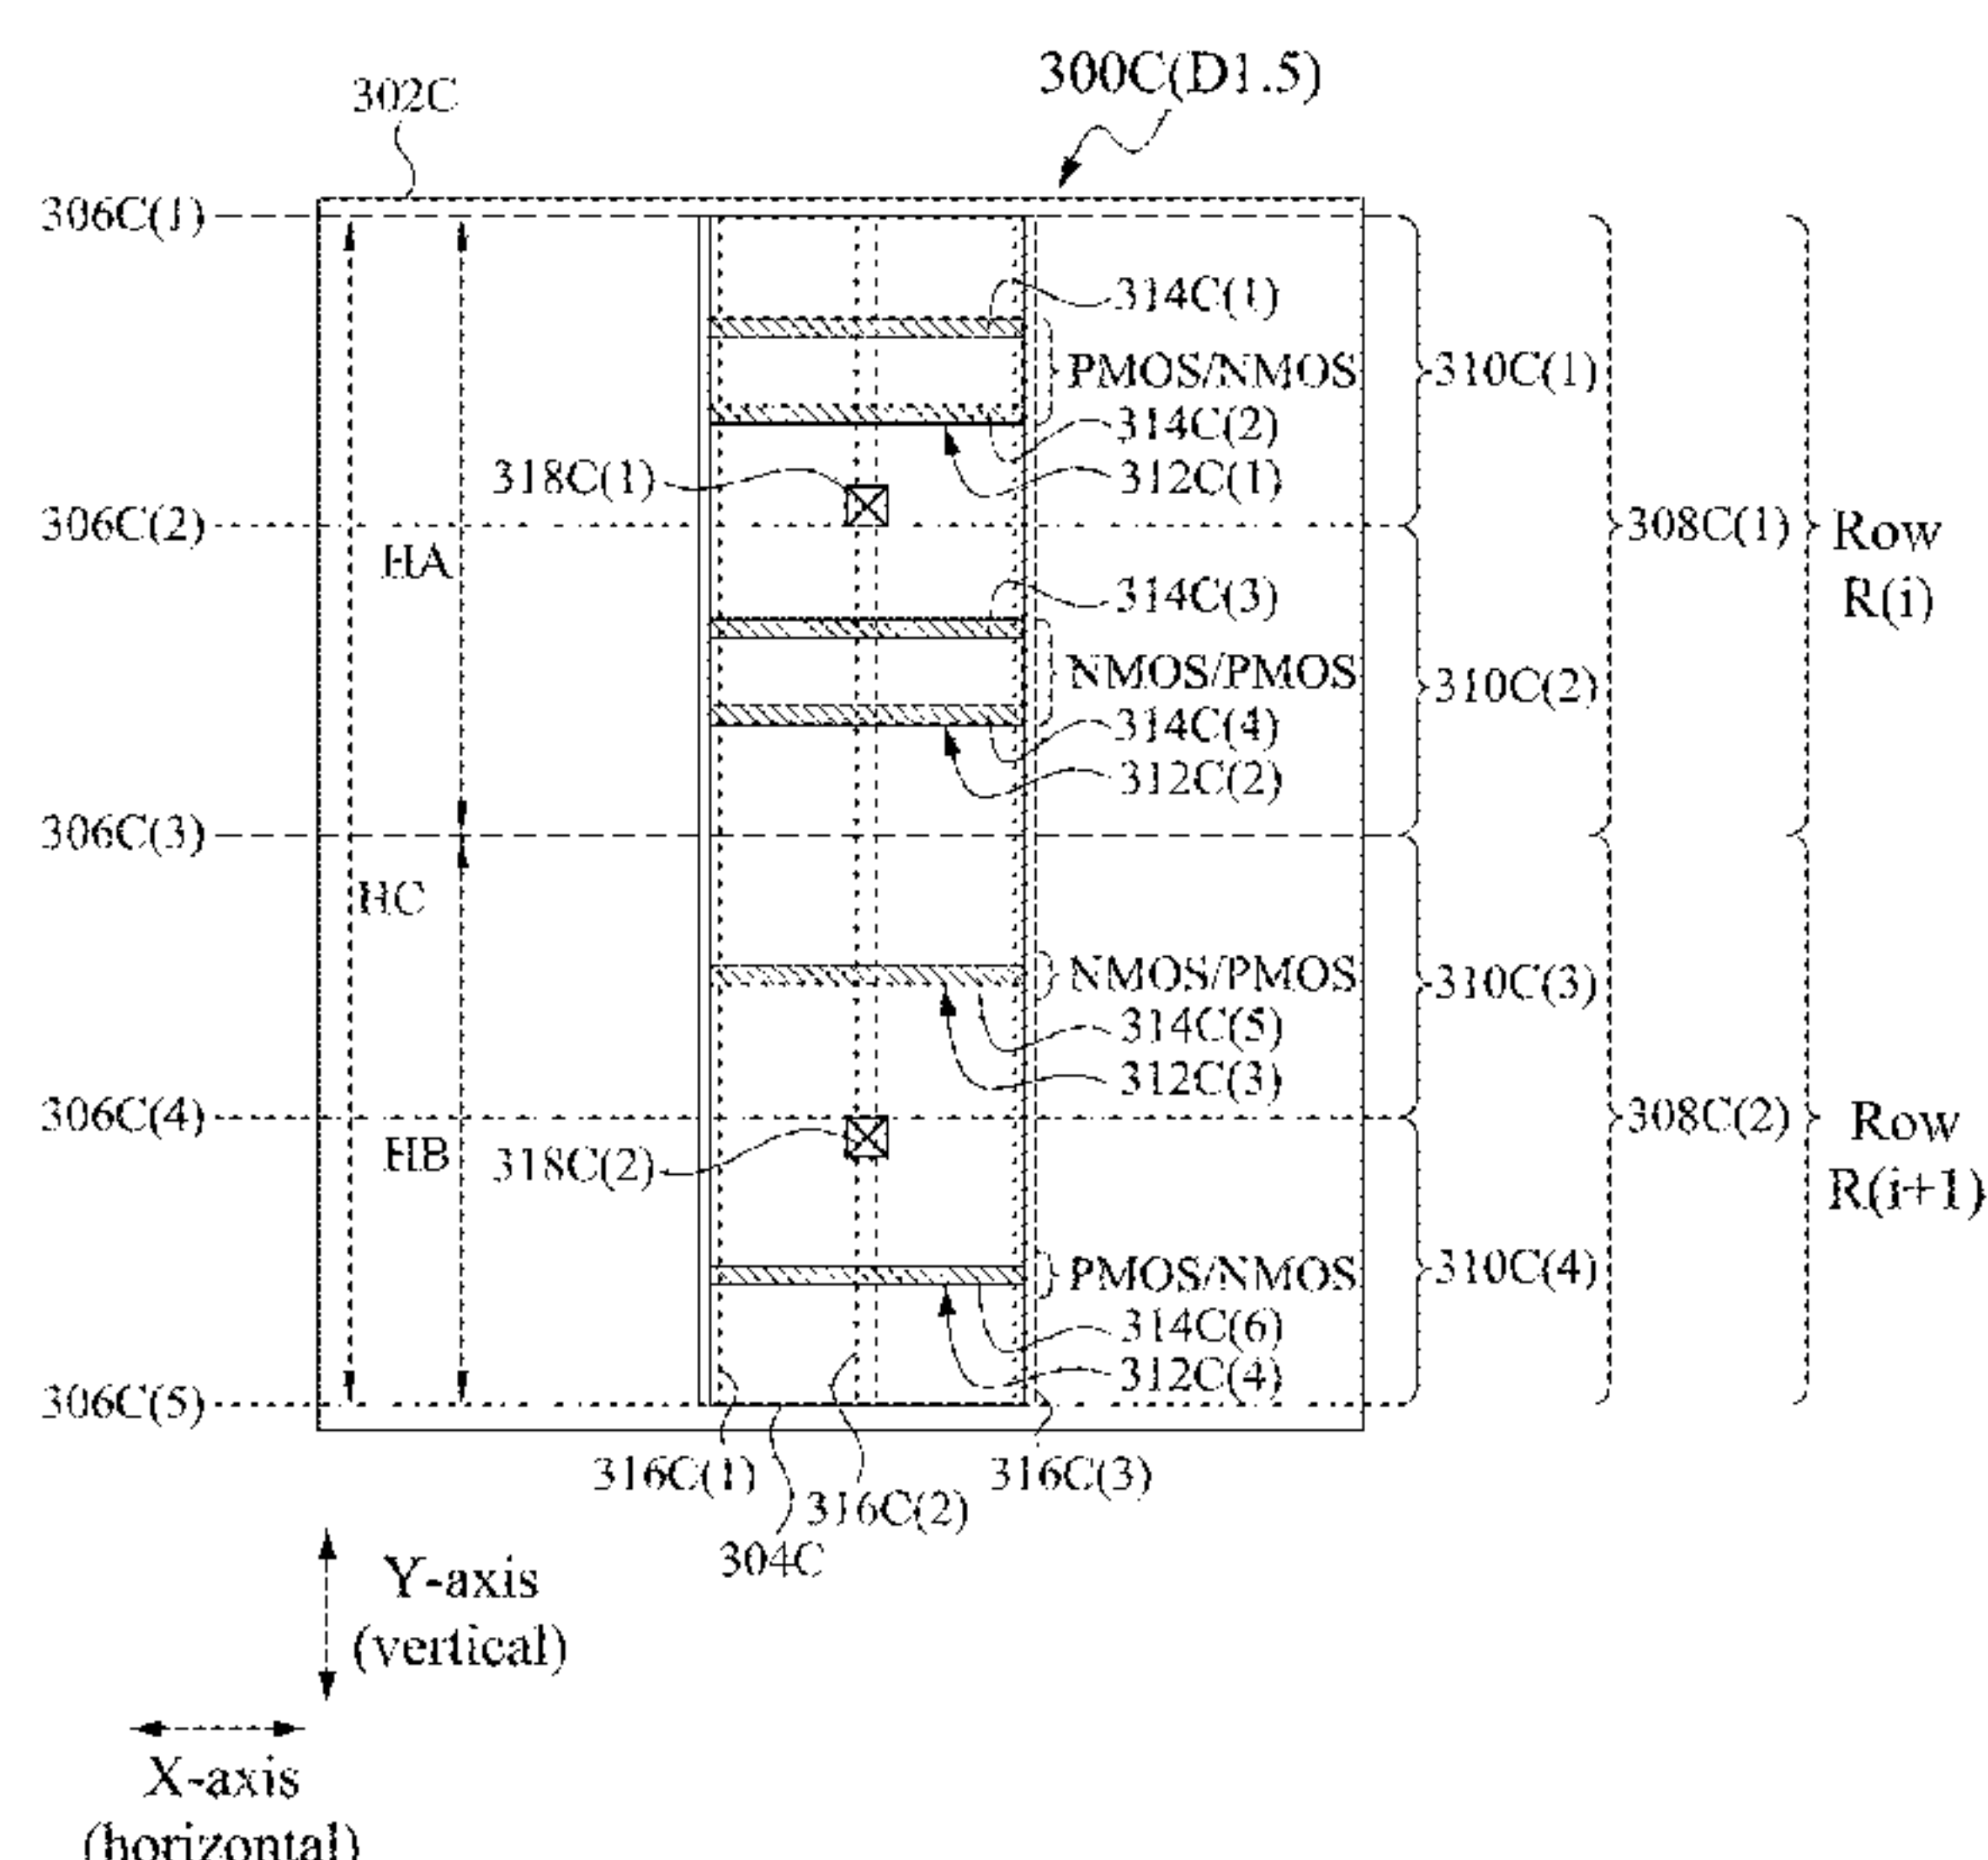 300C(D1.5)
302C
306C(1)
314C(1)
PMOS/NMOS
310C(1)
314C(2)
318C(1)
312C(1)
306C(2)
308C(1)
Row
R(i)
HA
314C(3)
NMOS/PMOS
310C(2)
314C(4)
312C(2)
306C(3)
HC
NMOS/PMOS
310C(3)
314C(5)
312C(3)
306C(4)
308C(2)
Row
R(i+1)
HB
318C(2)
PMOS/NMOS
310C(4)
314C(6)
312C(4)
306C(5)
316C(1)
316C(3)
316C(2)
304C
Y-axis
(vertical)
X-axis
(horizontal)